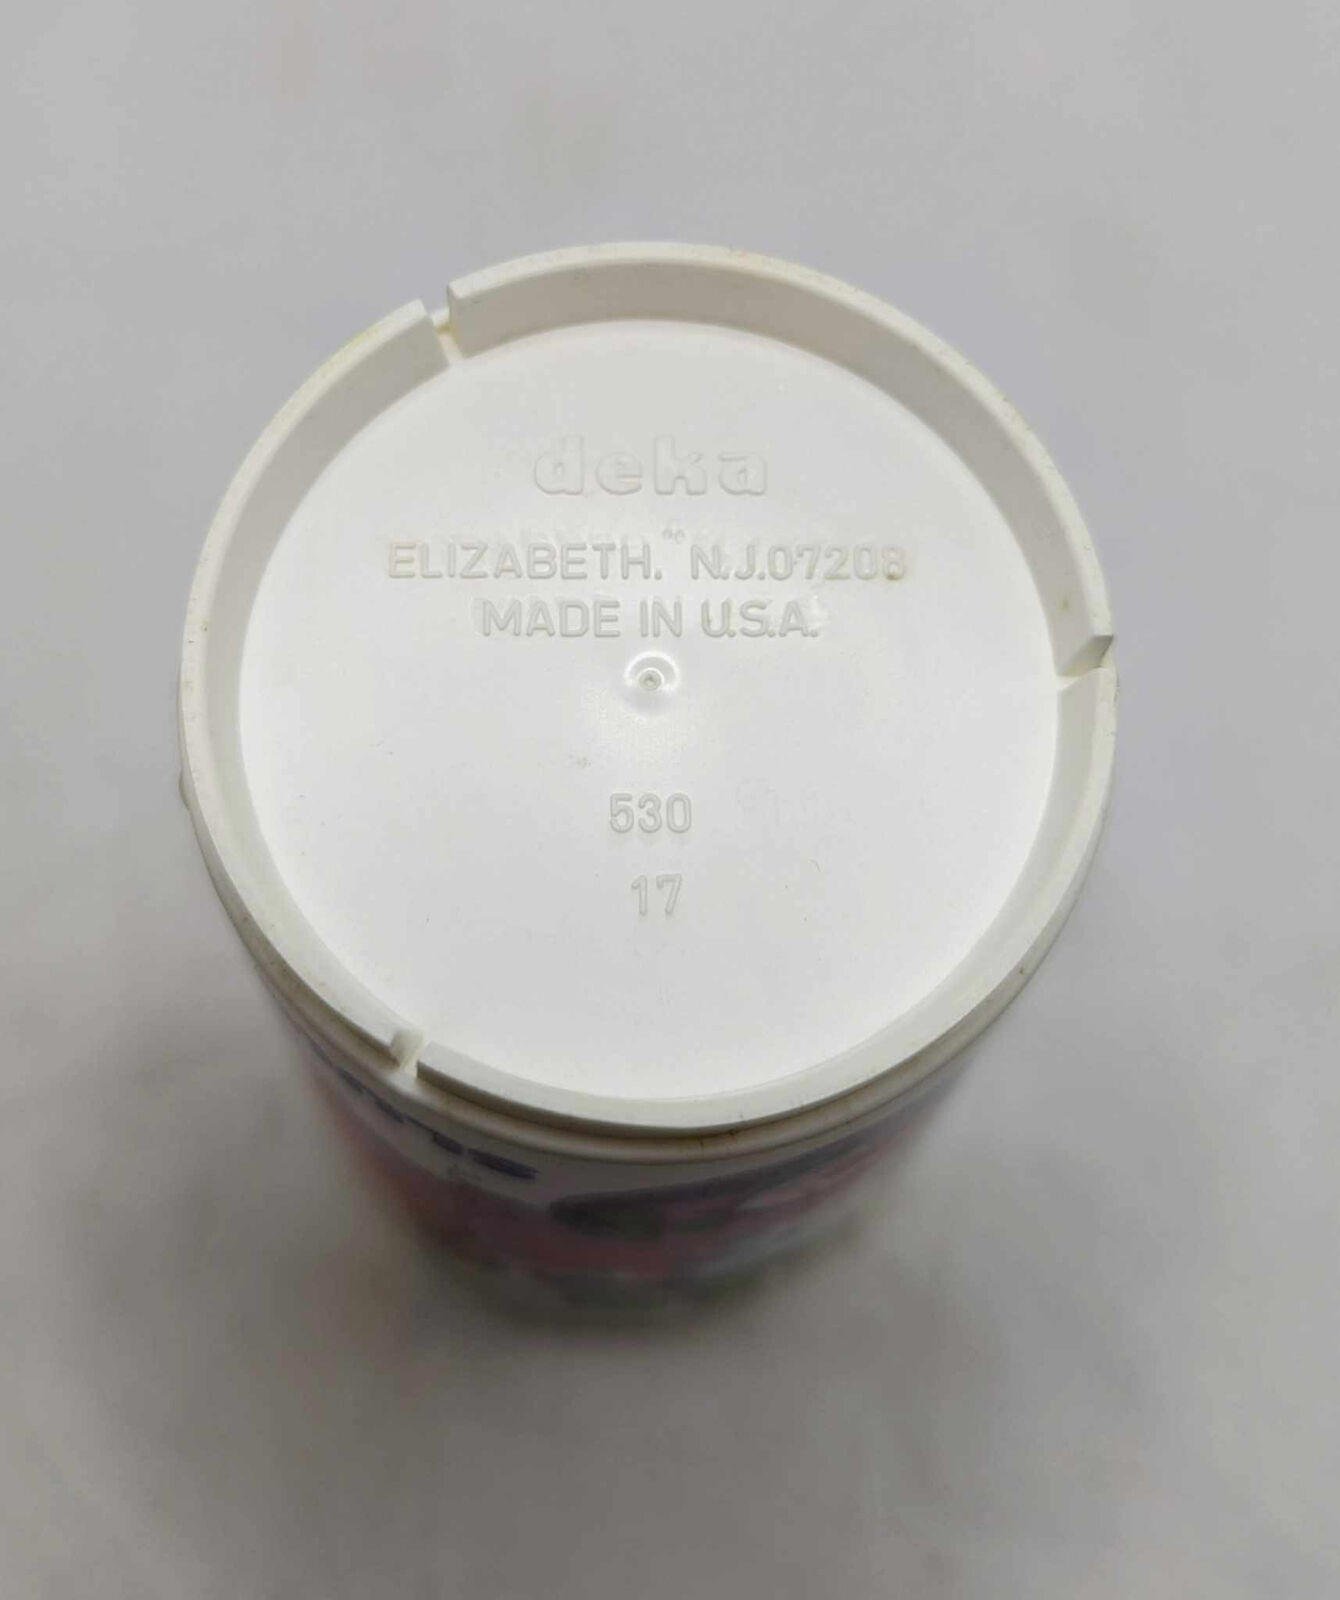 deka
ELIZABETH. N.J.07208
MADE IN U.S.A.
530
17